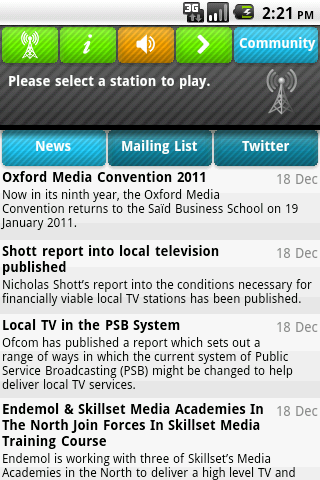 3G 2:21 PM
Community
Please select a station to play.
News Mailing List Twitter
Oxford Media Convention 2011 18 Dec
Now in its ninth year, the Oxford Media
Convention returns to the Saïd Business School on 19
January 2011.
Shott report into local television 18 Dec
published
Nicholas Shott's report into the conditions necessary for
financially viable local TV stations has been published.
Local TV in the PSB System 18 Dec
Ofcom has published a report which sets out a
range of ways in which the current system of Public
Service Broadcasting (PSB) might be changed to help
deliver local TV services.
Endemol & Skillset Media Academies In 18 Dec
The North Join Forces In Skillset Media
Training Course
Endemol is working with three of Skillset's Media
Academies in the North to deliver a high level TV and